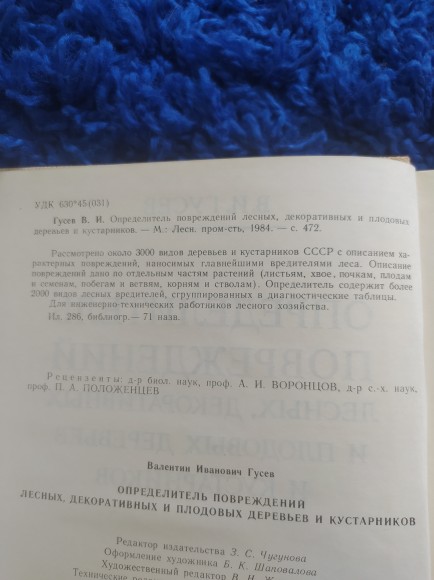 УДК 630*45(031)
Гусев В. И. Определитель повреждений лесных, декоративных и плодовых
деревьев и кустарников. — М.: Лесн. пром-сть, 1984. — с. 472.
Рассмотрено около 3000 видов деревьев и кустарников СССР с описанием ха-
рактерных повреждений, наносимых главнейшими вредителями леса. Описание
повреждений дано по отдельным частям растений (листьям, хвое, почкам, плодам
и семенам, побегам и ветвям, корням и стволам). Определитель содержит более
2000 видов лесных вредителей, сгруппированных в диагностические таблицы.
Для инженерно-технических работников лесного хозяйства.
Ил. 286. библиогр.— 71 назв.
Рецензенты: д-р биол. наук, проф. А. И. ВОРОНЦОВ, д-р с.-х. наук,
проф. П. А. ПОЛОЖЕНЦЕВ
Валентин Иванович Гусев
ОПРЕДЕЛИТЕЛЬ ПОВРЕЖДЕНИЙ
ЛЕСНЫХ, ДЕКОРАТИВНЫХ И ПЛОДОВЫХ ДЕРЕВЬЕВ И КУСТАРНИКОВ
Редактор издательства З. С. Чугунова
Оформление художника Б. К. Шаповалова
Художественный редактор В. Н. Ж
Технические ред